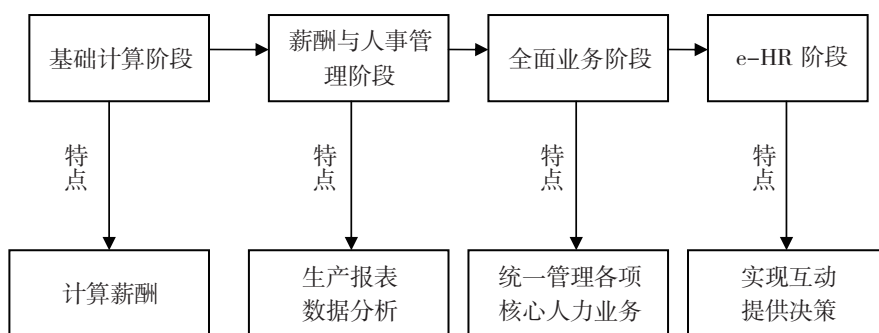 基础计算阶段
薪酬与人事管
理阶段
全面业务阶段
e-HR 阶段
特点
特点
特点
特点
计算薪酬
生产报表
数据分析
统一管理各项
核心人力业务
实现互动
提供决策